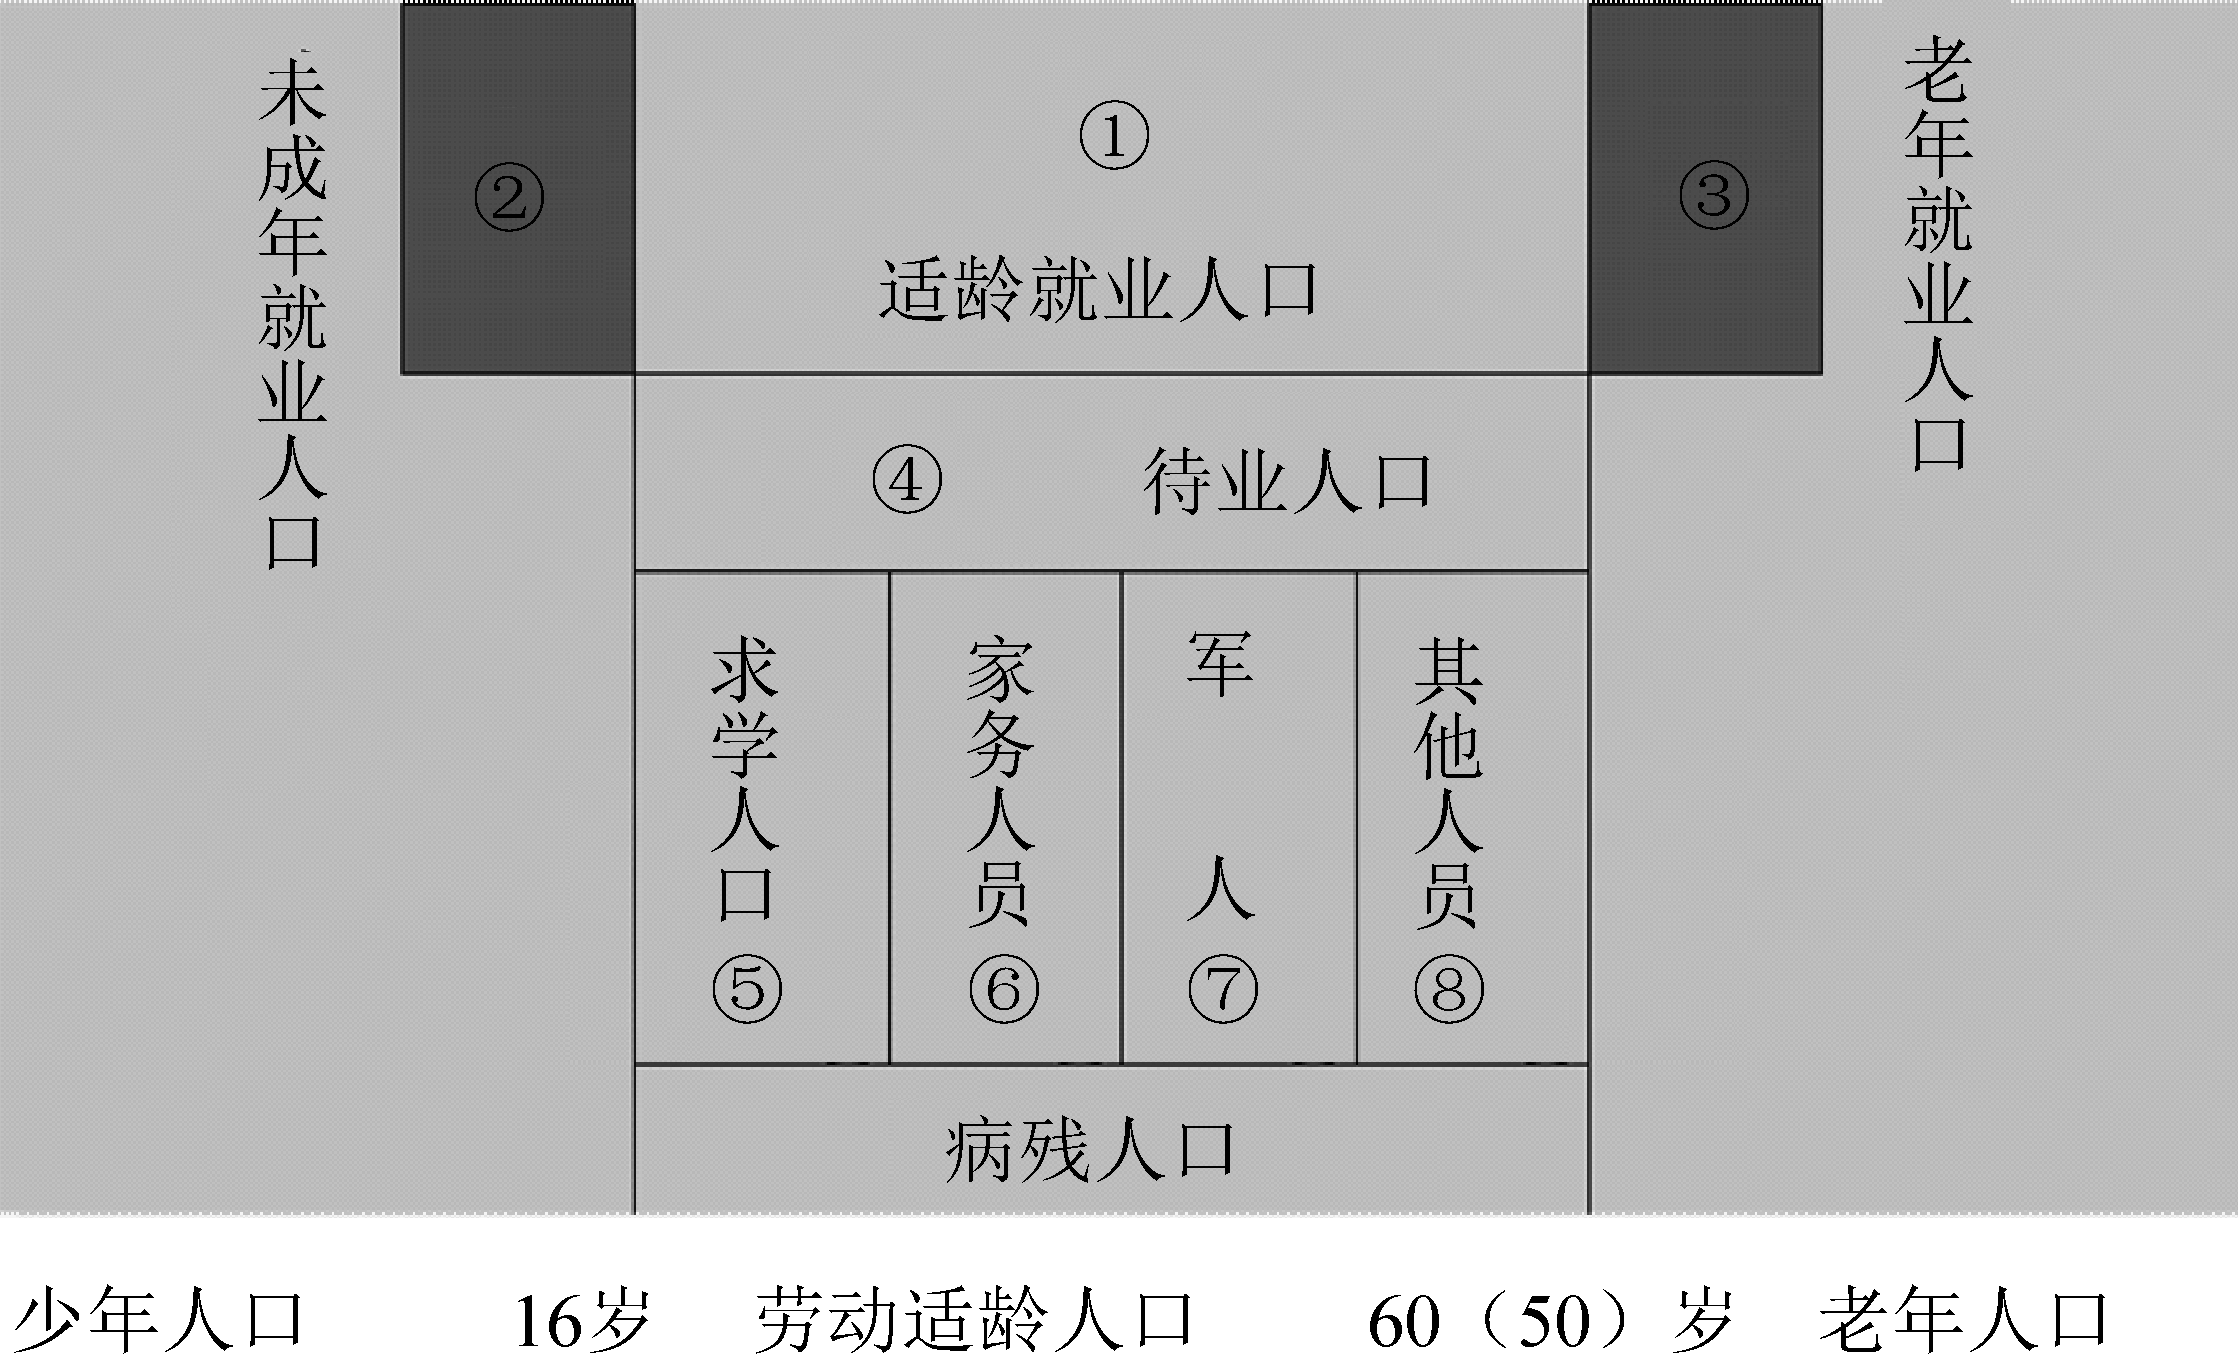 未成年就业人口
②
①
适龄就业人口
③
老年就业人口
④ 待业人口
求学人口⑤
家务人员⑥
军人⑦
其他人员⑧
病残人口
少年人口 16岁 劳动适龄人口 60（50）岁 老年人口